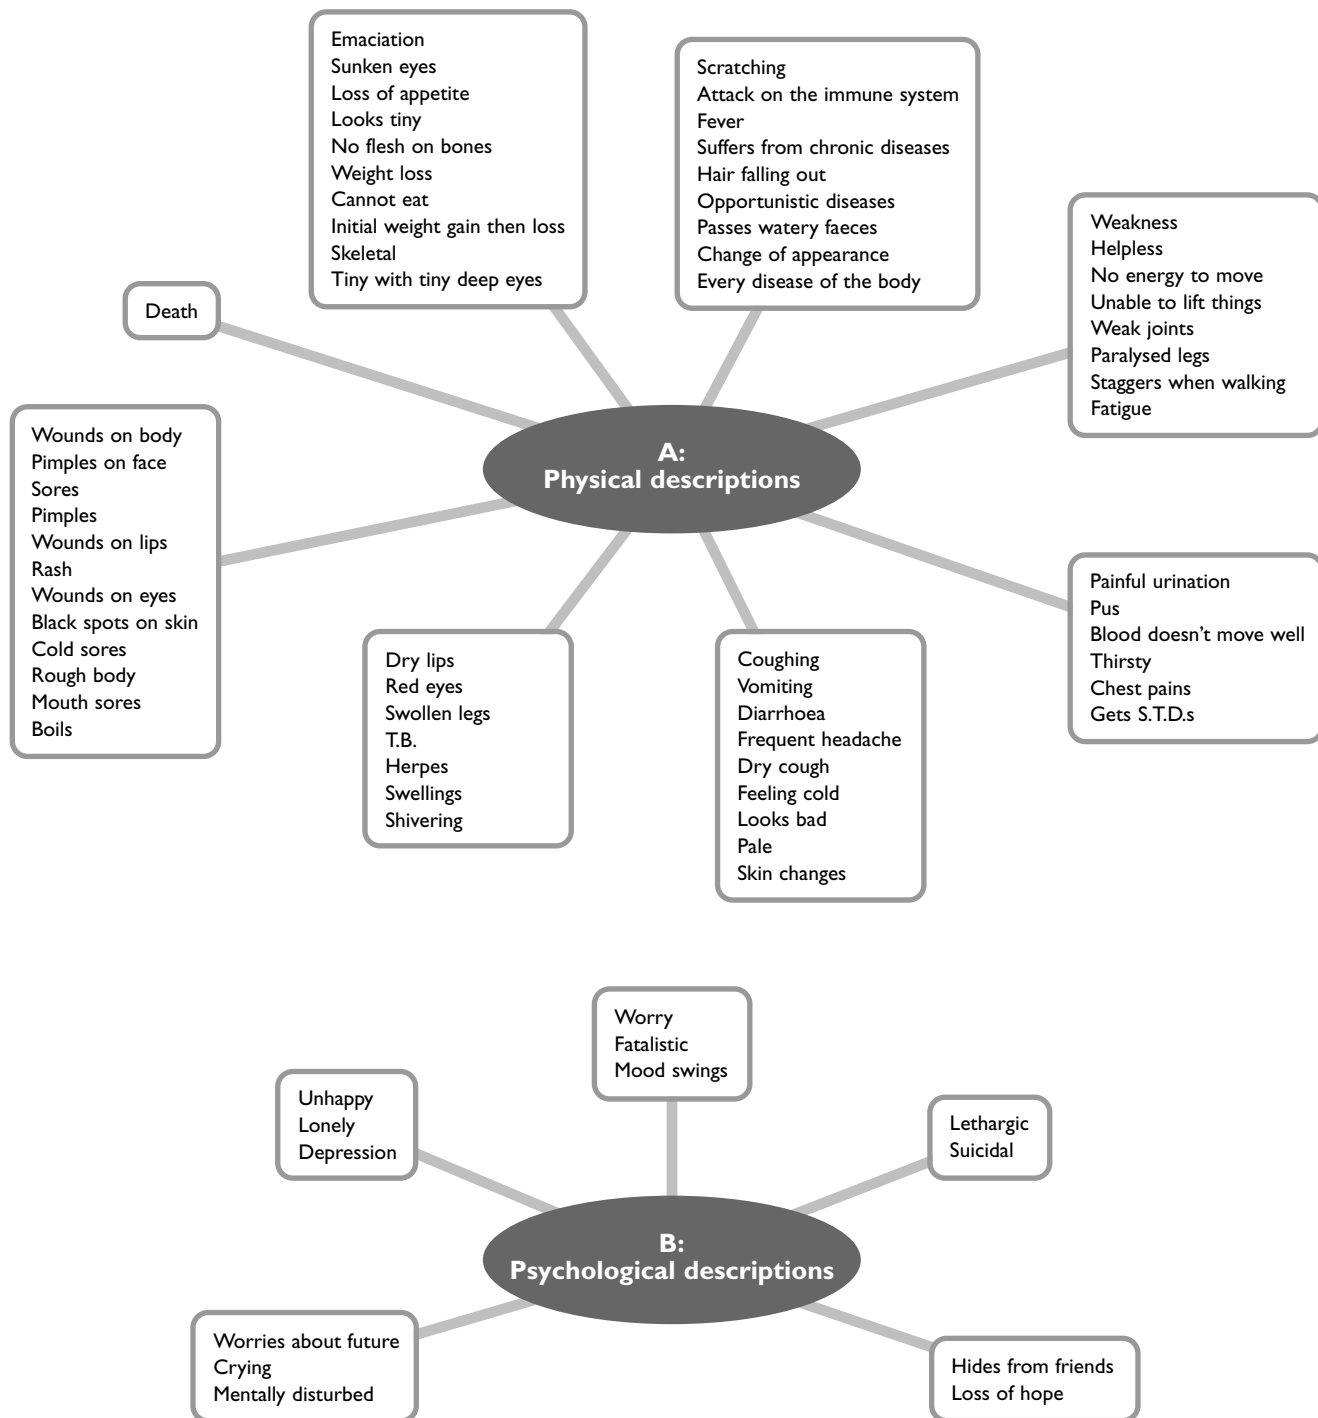 Emaciation
Sunken eyes
Loss of appetite
Looks tiny
No flesh on bones
Weight loss
Cannot eat
Initial weight gain then loss
Skeletal
Tiny with tiny deep eyes
Scratching
Attack on the immune system
Fever
Suffers from chronic diseases
Hair falling out
Opportunistic diseases
Passes watery faeces
Change of appearance
Every disease of the body
Weakness
Helpless
No energy to move
Unable to lift things
Weak joints
Paralysed legs
Staggers when walking
Fatigue
Death
A:
Physical descriptions
Wounds on body
Pimples on face
Sores
Pimples
Wounds on lips
Rash
Wounds on eyes
Black spots on skin
Cold sores
Rough body
Mouth sores
Boils
Dry lips
Red eyes
Swollen legs
T.B.
Herpes
Swellings
Shivering
Coughing
Vomiting
Diarrhoea
Frequent headache
Dry cough
Feeling cold
Looks bad
Pale
Skin changes
Painful urination
Pus
Blood doesn't move well
Thirsty
Chest pains
Gets S.T.D.s
Worry
Fatalistic
Mood swings
Unhappy
Lonely
Depression
Lethargic
Suicidal
B:
Psychological descriptions
Worries about future
Crying
Mentally disturbed
Hides from friends
Loss of hope